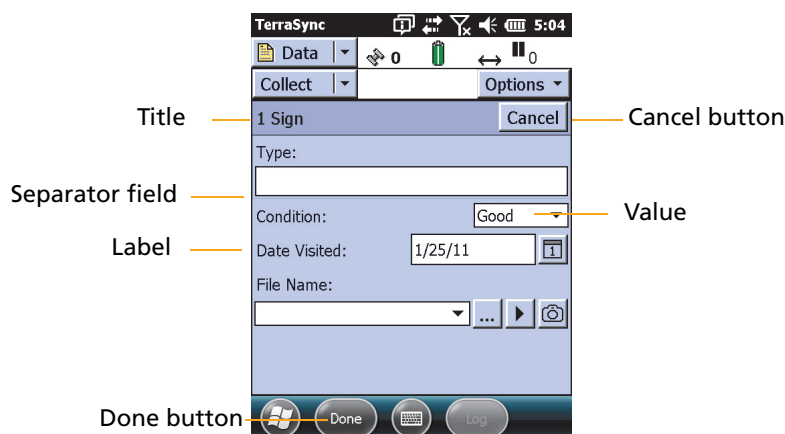 TerraSync 5:04
Data 0 0
Collect Options
Title 1 Sign Cancel Cancel button
Type:
Separator field
Condition: Good Value
Label Date Visited: 1/25/11 1
File Name:
...
Done button Done Log